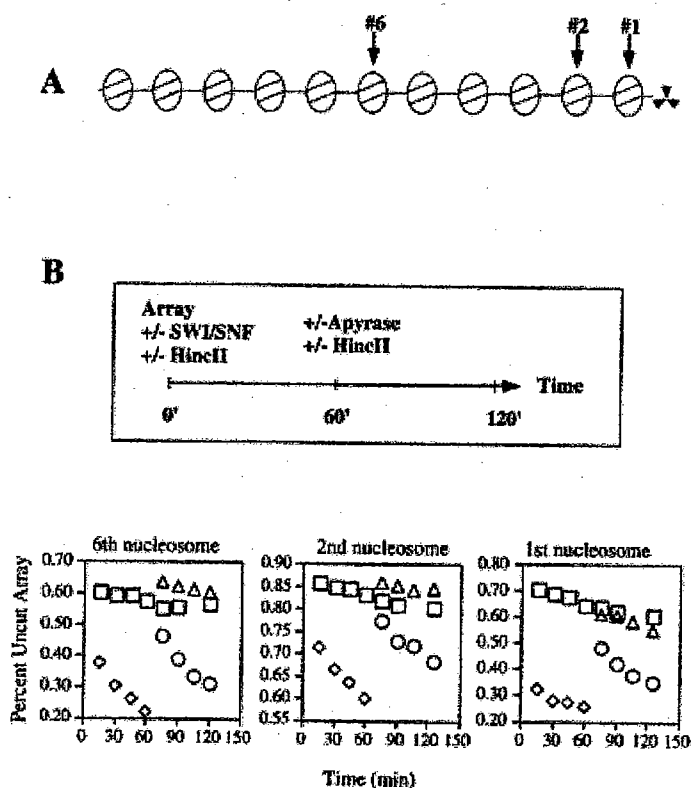 #6 #2 #1
A
B
Array
+/- SWI/SNF
+/- HincII
+/-Apyrase
+/- HincII
Time
0' 60' 120'
6th nucleosome 2nd nucleosome 1st nucleosome
Percent Uncut Array
0.70
0.60
0.50
0.40
0.30
0.20
0 30 60 90 120 150
0.90
0.85
0.80
0.75
0.70
0.65
0.60
0.55
0 30 60 90 120 150
0.80
0.70
0.60
0.50
0.40
0.30
0.20
0 30 60 90 120 150
Time (min)